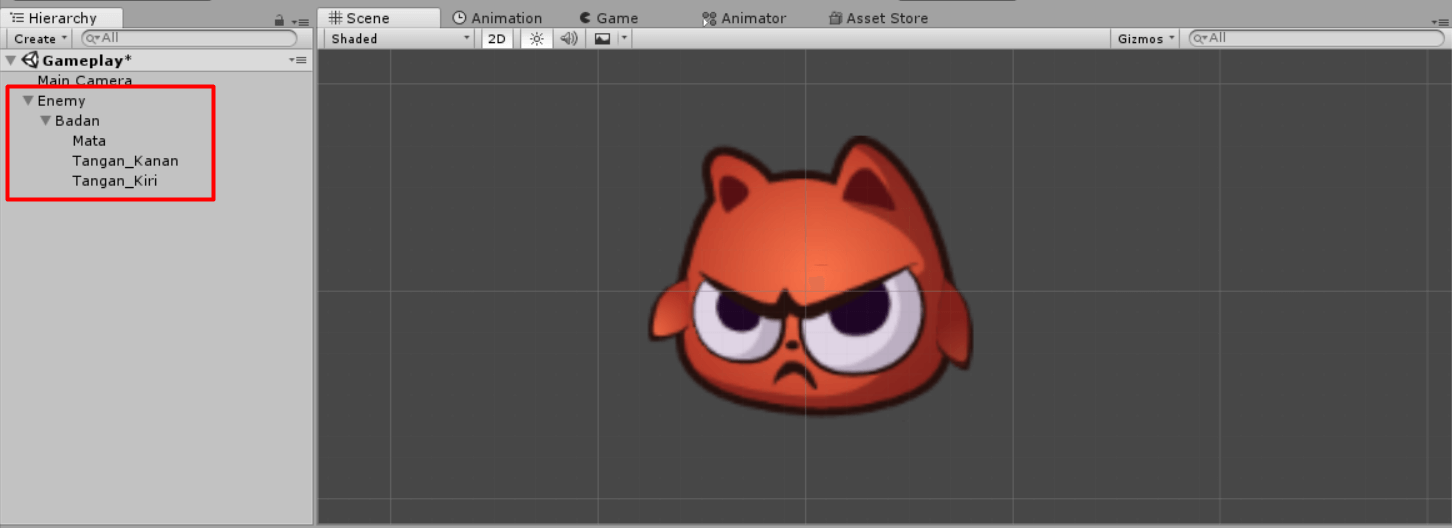 Hierarchy
Create All
Gameplay*
Main Camera
Enemy
Badan
Mata
Tangan_Kanan
Tangan_Kiri
Scene Animation Game Animator Asset Store
Shaded 2D Gizmos All